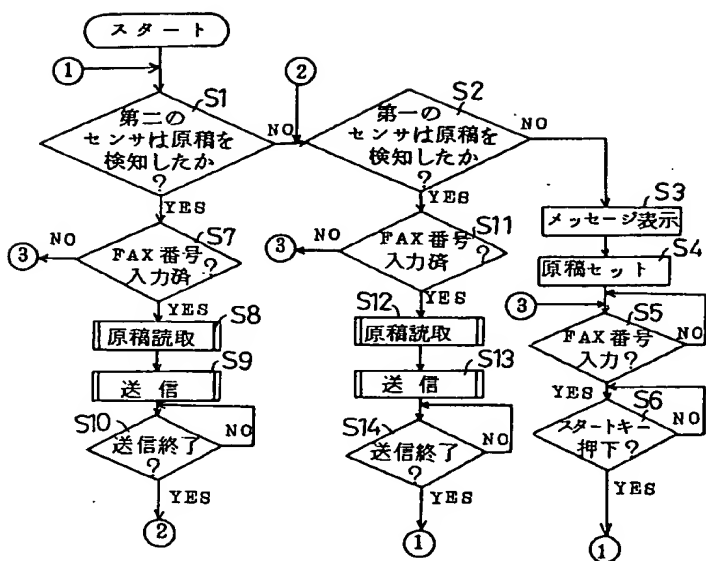 スタート
①
②
S1
第二の
センサは原稿を
検知したか
?
NO
YES
S2
第一の
センサは原稿を
検知したか
?
NO
YES
S3
メッセージ表示
S4
原稿セット
③
S5
FAX番号
入力?
NO
YES
S6
スタートキー
押下?
NO
YES
①
S7
FAX番号
入力済?
NO
③
YES
S8
原稿読取
S9
送信
S10
送信終了
?
NO
YES
②
S11
FAX番号
入力済?
NO
③
YES
S12
原稿読取
S13
送信
S14
送信終了
?
NO
YES
①